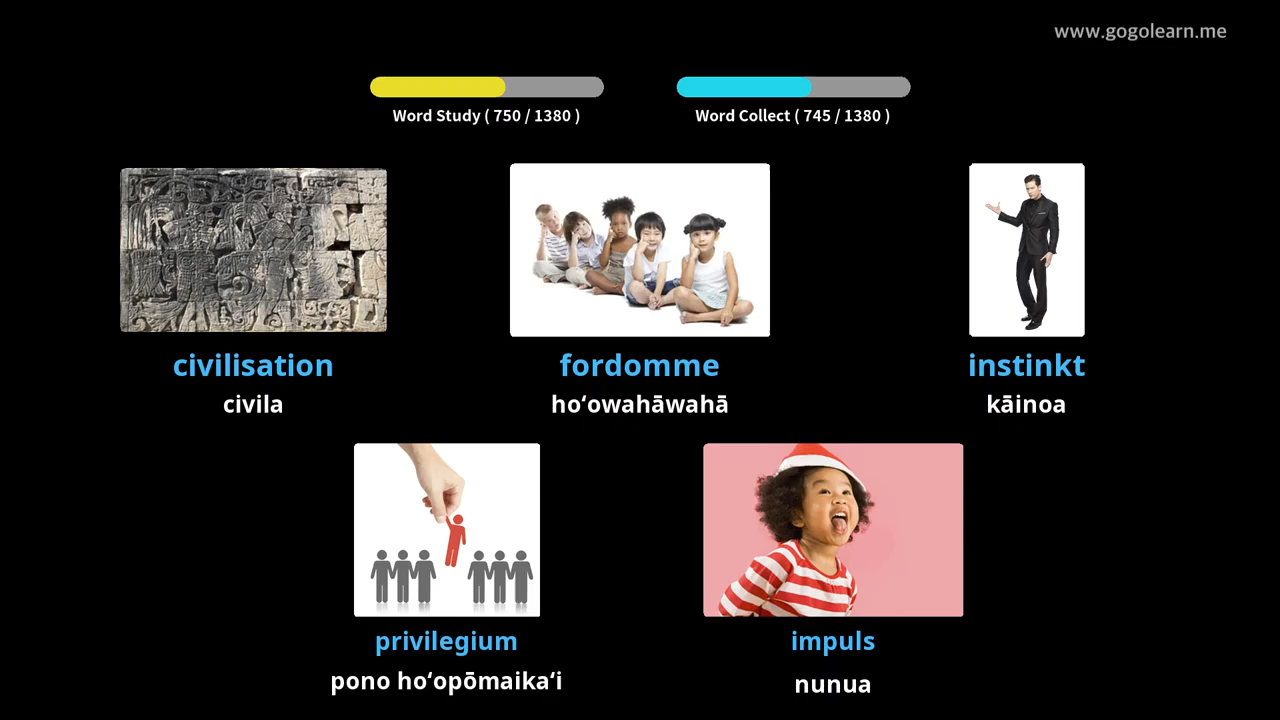 www.gogolearn.me
Word Study ( 750 / 1380 )
Word Collect ( 745 / 1380 )
civilisation
civila
fordomme
hoʻowahāwahā
instinkt
kāinoa
privilegium
pono hoʻopōmaikaʻi
impuls
nunua